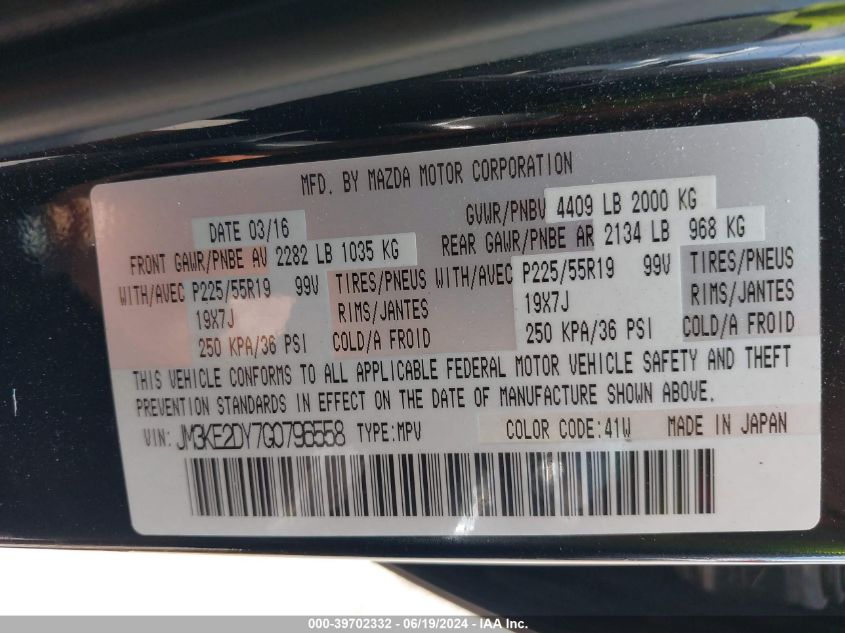 MFD. BY MAZDA MOTOR CORPORATION
DATE 03/16 GVWR/PNBV 4409 LB 2000 KG
FRONT GAWR/PNBE AV 2282 LB 1035 KG REAR GAWR/PNBE AR 2134 LB 968 KG
WITH/AVEC P225/55R19 99V TIRES/PNEUS WITH/AVEC P225/55R19 99V TIRES/PNEUS
19X7J RIMS/JANTES 19X7J RIMS/JANTES
250 KPA/36 PSI COLD/A FROID 250 KPA/36 PSI COLD/A FROID
THIS VEHICLE CONFORMS TO ALL APPLICABLE FEDERAL MOTOR VEHICLE SAFETY AND THEFT
PREVENTION STANDARDS IN EFFECT ON THE DATE OF MANUFACTURE SHOWN ABOVE.
VIN: JM3KE2DY7G0796558 TYPE:MPV COLOR CODE:41W MADE IN JAPAN
000-39702332 - 06/19/2024 - IAA Inc.